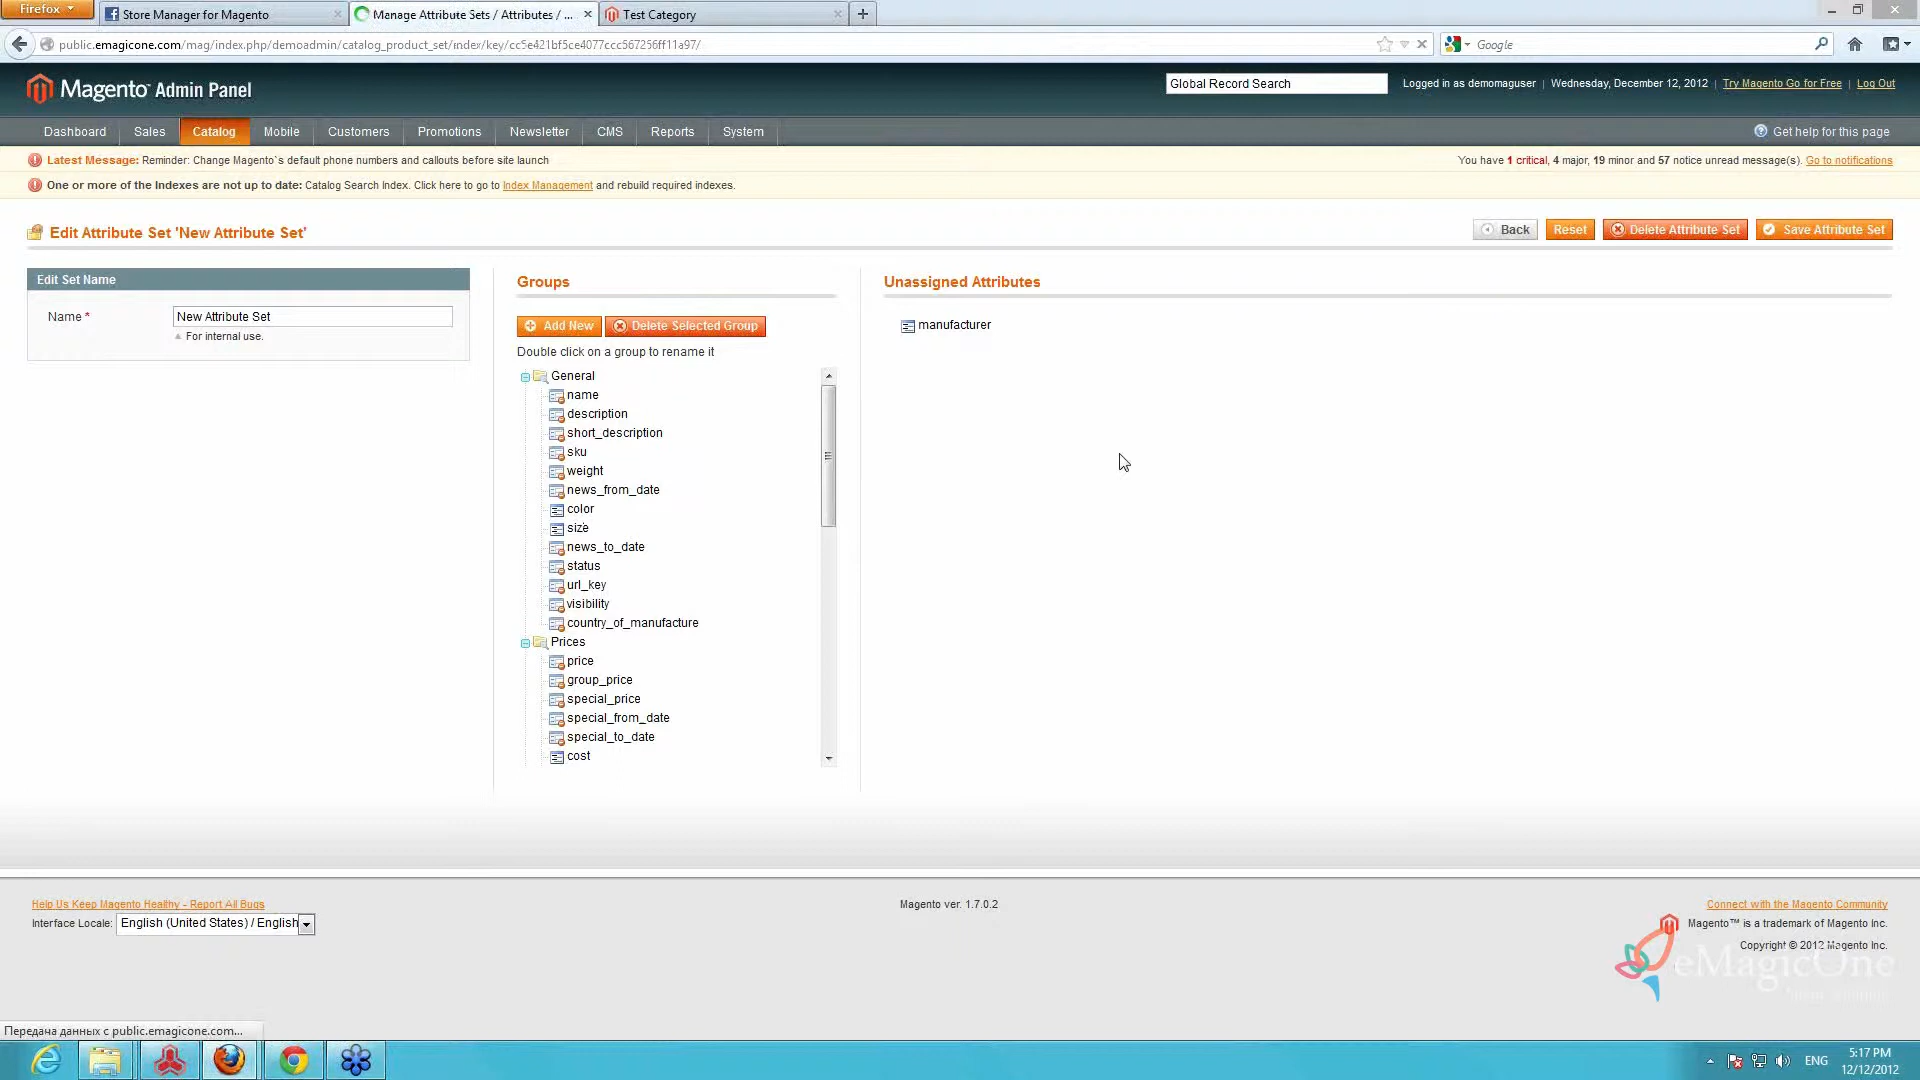 Firefox
Store Manager for Magento
Manage Attribute Sets / Attributes / ...
Test Category
public.emagicone.com/mag/index.php/demoadmin/catalog_product_set/index/key/cc5e421bf5ce4077ccc567256ff11a97/
Google
Magento Admin Panel
Global Record Search
Logged in as demomaguser
Wednesday, December 12, 2012
Try Magento Go for Free
Log Out
Dashboard
Sales
Catalog
Mobile
Customers
Promotions
Newsletter
CMS
Reports
System
Get help for this page
Latest Message: Reminder: Change Magento`s default phone numbers and callouts before site launch
You have 1 critical, 4 major, 19 minor and 57 notice unread message(s). Go to notifications
One or more of the Indexes are not up to date: Catalog Search Index. Click here to go to Index Management and rebuild required indexes.
Edit Attribute Set 'New Attribute Set'
Back
Reset
Delete Attribute Set
Save Attribute Set
Edit Set Name
Name *
New Attribute Set
For internal use.
Groups
Add New
Delete Selected Group
Double click on a group to rename it
General
name
description
short_description
sku
weight
news_from_date
color
size
news_to_date
status
url_key
visibility
country_of_manufacture
Prices
price
group_price
special_price
special_from_date
special_to_date
cost
Unassigned Attributes
manufacturer
Help Us Keep Magento Healthy - Report All Bugs
Interface Locale: English (United States) / English
Magento ver. 1.7.0.2
Connect with the Magento Community
Magento™ is a trademark of Magento Inc.
Copyright © 2012 Magento Inc.
eMagicOne
Передача данных с public.emagicone.com...
ENG
5:17 PM
12/12/2012